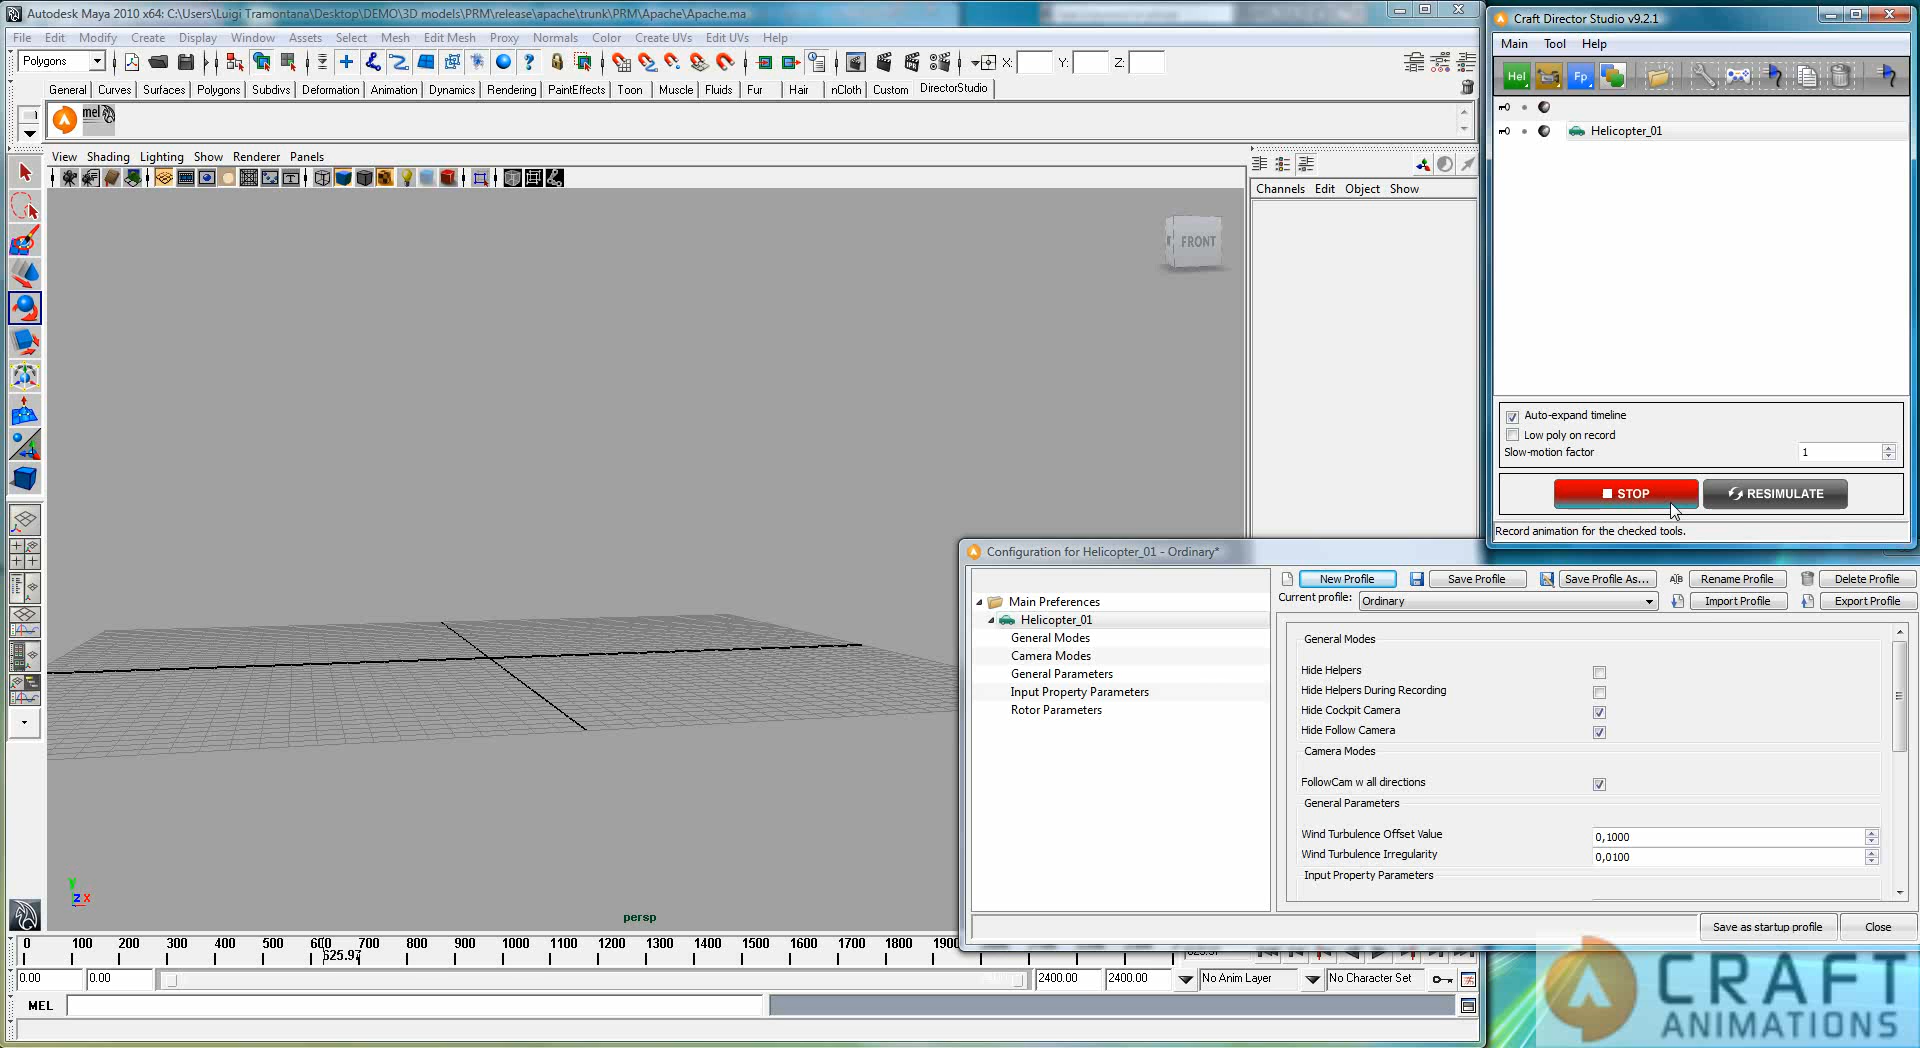 Autodesk Maya 2010 x64: C:\Users\Luigi Tramontana\Desktop\DEMO\3D models\PRM\release\apache\trunk\PRM\Apache\Apache.ma
File Edit Modify Create Display Window Assets Select Mesh Edit Mesh Proxy Normals Color Create UVs Edit UVs Help
Polygons X: Y: Z:
General Curves Surfaces Polygons Subdivs Deformation Animation Dynamics Rendering PaintEffects Toon Muscle Fluids Fur Hair nCloth Custom DirectorStudio
mel
View Shading Lighting Show Renderer Panels
Channels Edit Object Show
FRONT
persp
y
z x
0 100 200 300 400 500 600 700 800 900 1000 1100 1200 1300 1400 1500 1600 1700 1800
625.97
0.00 0.00 2400.00 2400.00 No Anim Layer No Character Set
MEL
Craft Director Studio v9.2.1
Main Tool Help
Hel Fp
Helicopter_01
Auto-expand timeline
Low poly on record
Slow-motion factor 1
STOP RESIMULATE
Record animation for the checked tools.
Configuration for Helicopter_01 - Ordinary*
New Profile Save Profile Save Profile As... Rename Profile Delete Profile
Current profile: Ordinary Import Profile Export Profile
Main Preferences
Helicopter_01
General Modes
Camera Modes
General Parameters
Input Property Parameters
Rotor Parameters
General Modes
Hide Helpers
Hide Helpers During Recording
Hide Cockpit Camera
Hide Follow Camera
Camera Modes
FollowCam w all directions
General Parameters
Wind Turbulence Offset Value 0,1000
Wind Turbulence Irregularity 0,0100
Input Property Parameters
Save as startup profile Close
CRAFT
ANIMATIONS